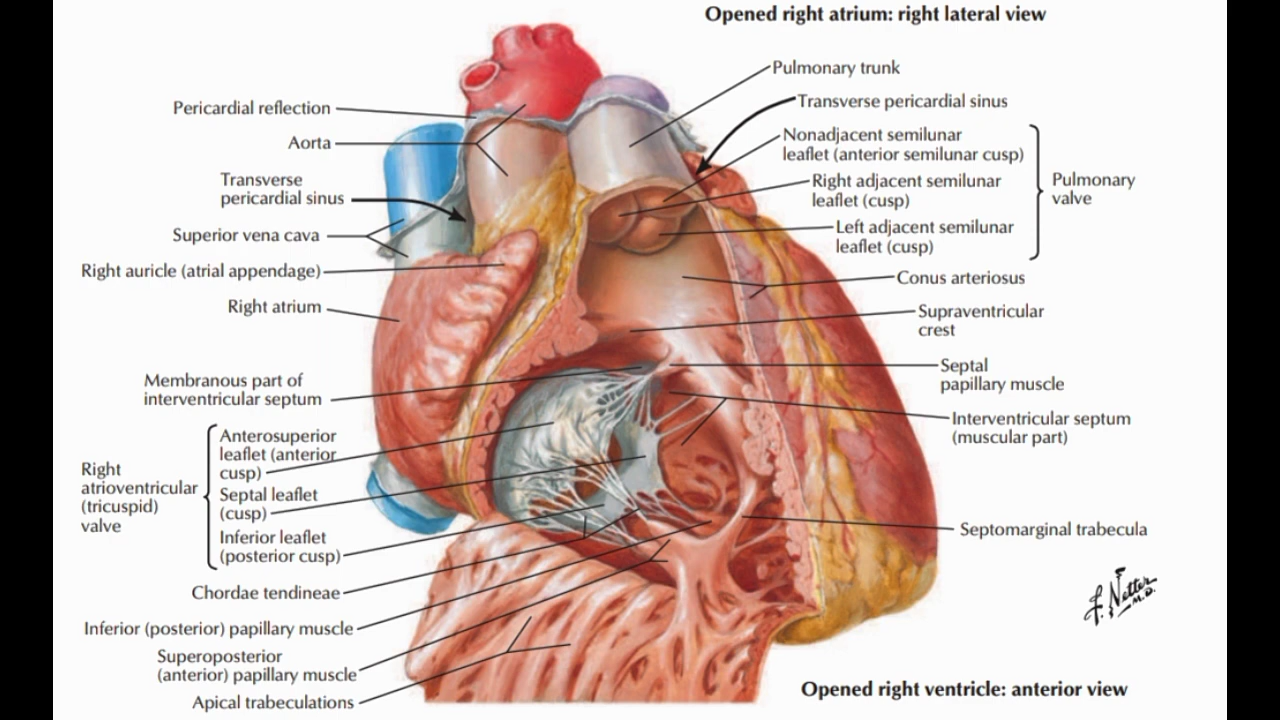 Opened right atrium: right lateral view
Pericardial reflection
Aorta
Transverse
pericardial sinus
Superior vena cava
Right auricle (atrial appendage)
Right atrium
Membranous part of
interventricular septum
Right
atrioventricular
(tricuspid)
valve
Anterosuperior
leaflet (anterior
cusp)
Septal leaflet
(cusp)
Inferior leaflet
(posterior cusp)
Chordae tendineae
Inferior (posterior) papillary muscle
Superoposterior
(anterior) papillary muscle
Apical trabeculations
Pulmonary trunk
Transverse pericardial sinus
Nonadjacent semilunar
leaflet (anterior semilunar cusp)
Right adjacent semilunar
leaflet (cusp)
Left adjacent semilunar
leaflet (cusp)
Pulmonary
valve
Conus arteriosus
Supraventricular
crest
Septal
papillary muscle
Interventricular septum
(muscular part)
Septomarginal trabecula
F. Netter
M.D.
Opened right ventricle: anterior view